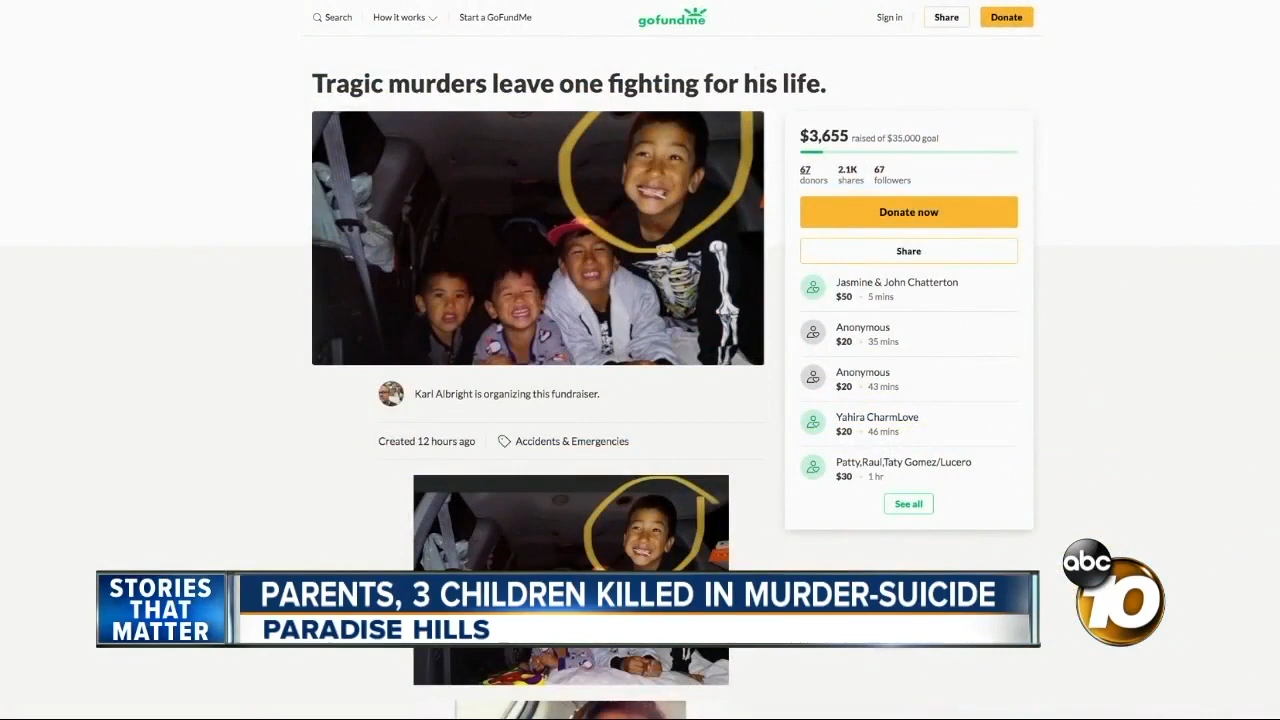 Search
How it works
Start a GoFundMe
gofundme
Sign in
Share
Donate
Tragic murders leave one fighting for his life.
$3,655 raised of $35,000 goal
67
donors
2.1K
shares
67
followers
Donate now
Share
Jasmine & John Chatterton
$50 • 5 mins
Anonymous
$20 • 35 mins
Anonymous
$20 • 43 mins
Yahira CharmLove
$20 • 46 mins
Patty,Raul,Taty Gomez/Lucero
$30 • 1 hr
See all
Karl Albright is organizing this fundraiser.
Created 12 hours ago
Accidents & Emergencies
STORIES
THAT
MATTER
PARENTS, 3 CHILDREN KILLED IN MURDER-SUICIDE
PARADISE HILLS
abc
10